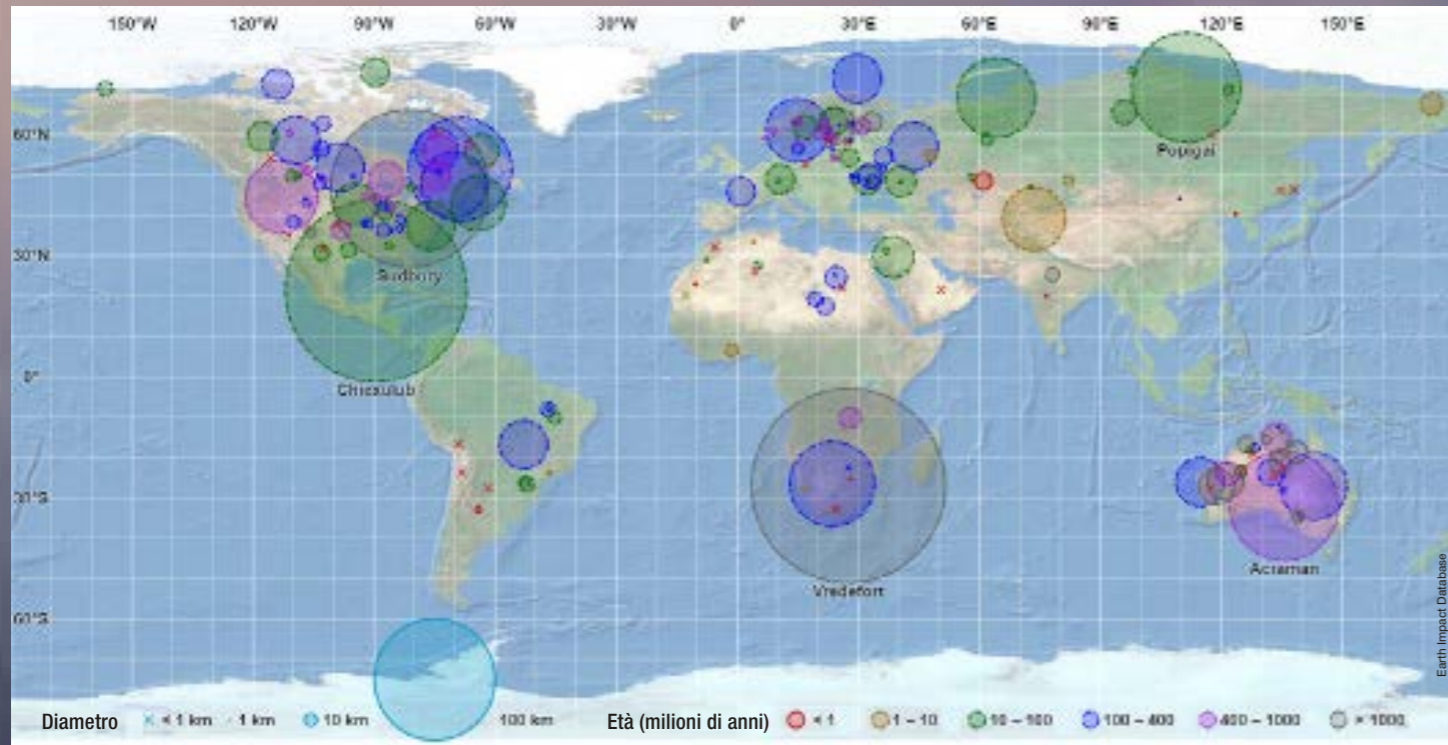 150°W 120°W 90°W 60°W 30°W 0° 30°E 60°E 90°E 120°E 150°E
60°N
Popigai
30°N
Sudbury
0°
Chicxulub
30°S
Acraman
Vredefort
60°S
Earth Impact Database
Diametro < 1 km 1 km 10 km 100 km Età (milioni di anni) < 1 1 – 10 10 – 100 100 – 400 400 – 1000 > 1000